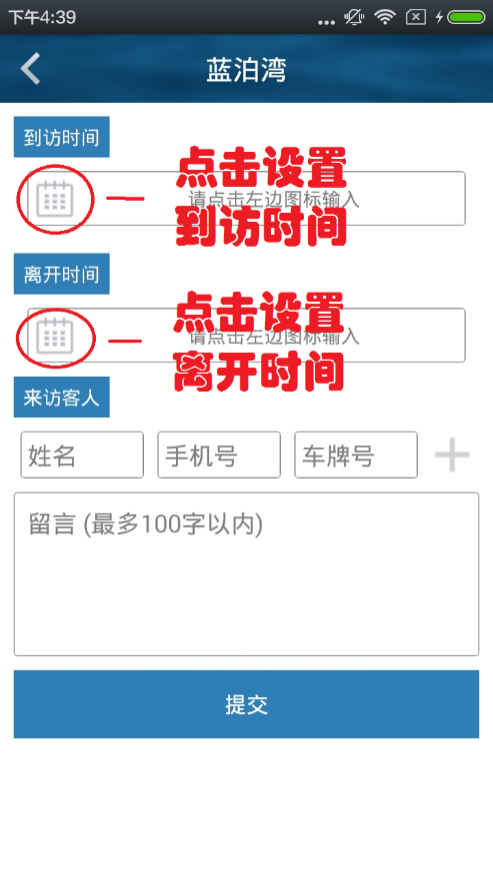 下午4:39
蓝泊湾
到访时间
点击设置
请点击左边图标输入
到访时间
离开时间
点击设置
请点击左边图标输入
离开时间
来访客人
姓名 手机号 车牌号
留言 (最多100字以内)
提交